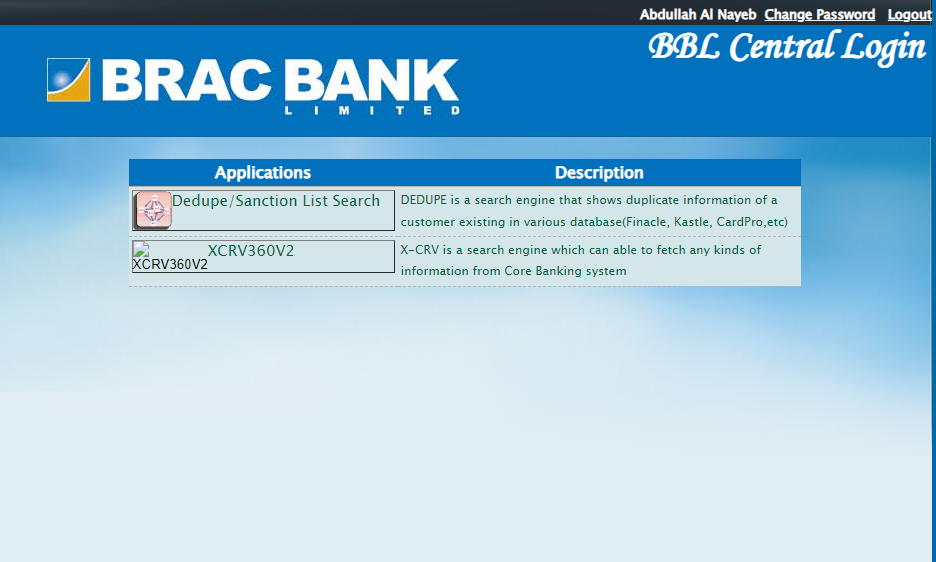 Abdullah Al Nayeb Change Password Logout
BBL Central Login
BRAC BANK
LIMITED
Applications Description
Dedupe/Sanction List Search
DEDUPE is a search engine that shows duplicate information of a
customer existing in various database(Finacle, Kastle, CardPro,etc)
XCRV360V2
XCRV360V2
X-CRV is a search engine which can able to fetch any kinds of
information from Core Banking system